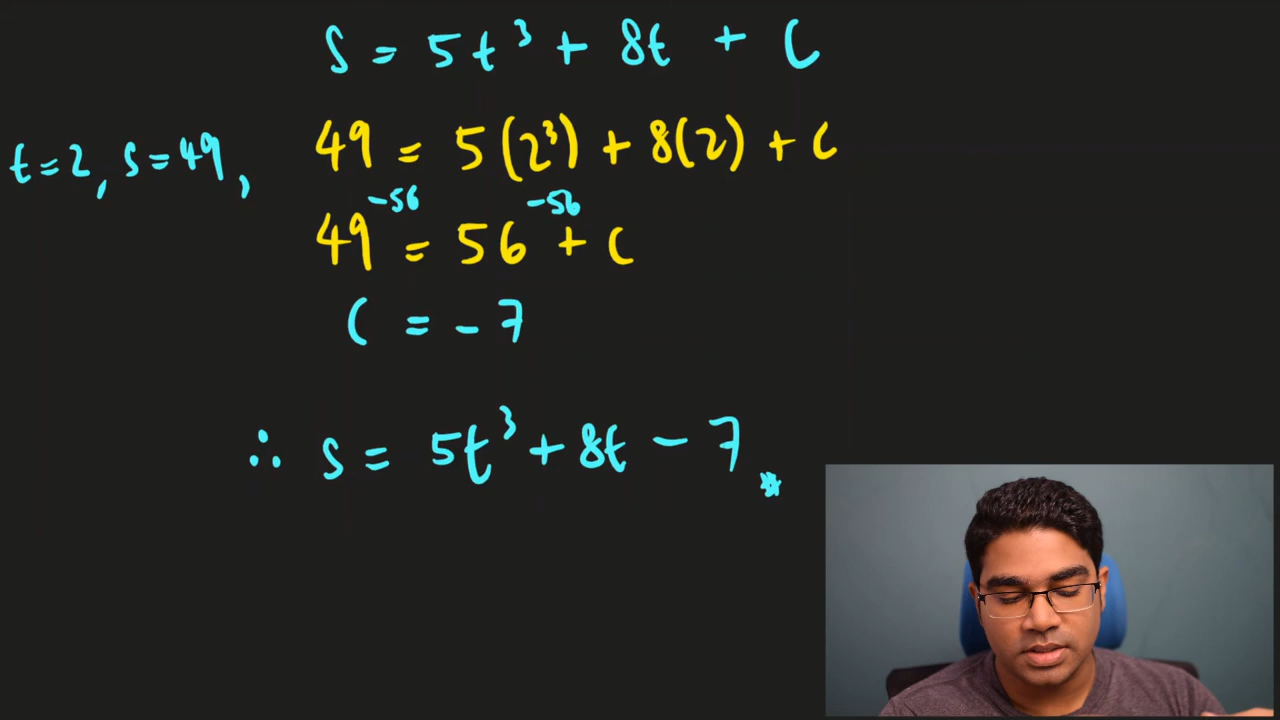 s = 5t³ + 8t + C
t=2, s=49, 49 = 5(2³) + 8(2) + C
-56 -56
49 = 56 + C
C = -7
∴ s = 5t³ + 8t - 7